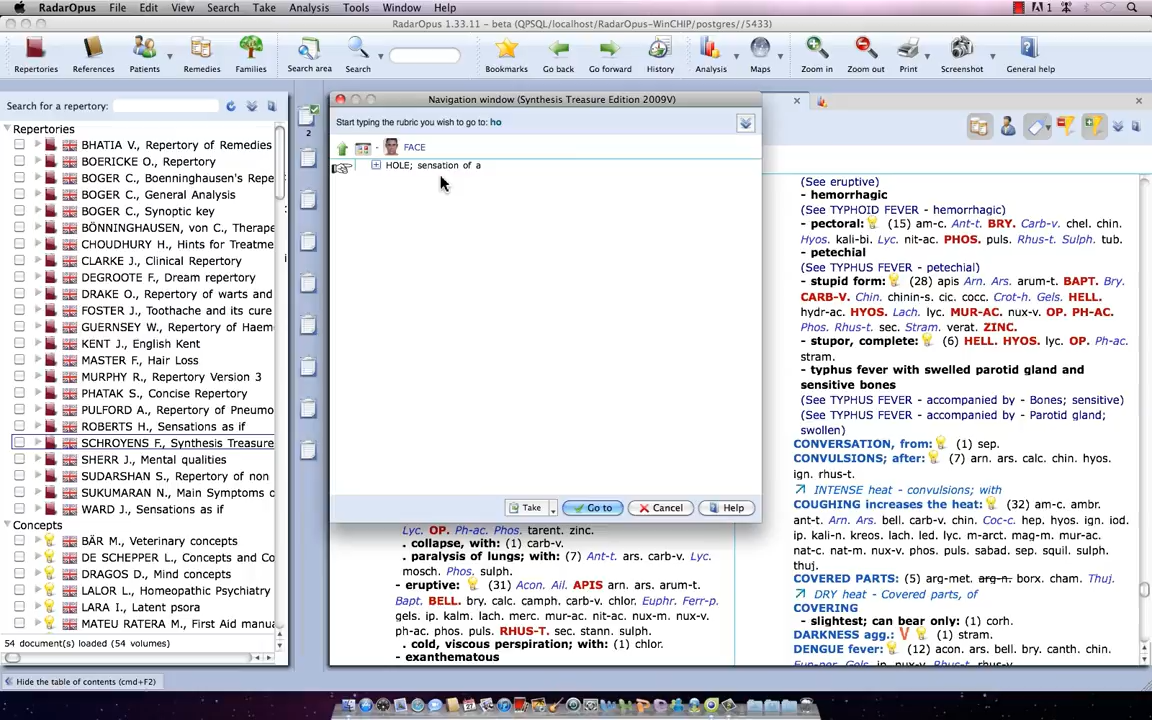 RadarOpus File Edit View Search Take Analysis Tools Window Help
RadarOpus 1.33.11 - beta (QPSQL/localhost/RadarOpus-WinCHIP/postgres//5433)
Repertories References Patients Remedies Families Search area Search Bookmarks Go back Go forward History Analysis Maps Zoom in Zoom out Print Screenshot General help
Search for a repertory:
Repertories
BHATIA V., Repertory of Remedies
BOERICKE O., Repertory
BOGER C., Boenninghausen's Repe
BOGER C., General Analysis
BOGER C., Synoptic key
BÖNNINGHAUSEN, von C., Therape
CHOUDHURY H., Hints for Treatme
CLARKE J., Clinical Repertory
DEGROOTE F., Dream repertory
DRAKE O., Repertory of warts and
FOSTER J., Toothache and its cure
GUERNSEY W., Repertory of Haem
KENT J., English Kent
MASTER F., Hair Loss
MURPHY R., Repertory Version 3
PHATAK S., Concise Repertory
PULFORD A., Repertory of Pneumo
ROBERTS H., Sensations as if
SCHROYENS F., Synthesis Treasure
SHERR J., Mental qualities
SUDARSHAN S., Repertory of non
SUKUMARAN N., Main Symptoms o
WARD J., Sensations as if
Concepts
BÄR M., Veterinary concepts
DE SCHEPPER L., Concepts and Co
DRAGOS D., Mind concepts
LALOR L., Homeopathic Psychiatry
LARA I., Latent psora
MATEU RATERA M., First Aid manua
54 document(s) loaded (54 volumes)
Hide the table of contents (cmd+F2)
2
Navigation window (Synthesis Treasure Edition 2009V)
Start typing the rubric you wish to go to: ho
FACE
HOLE; sensation of a
Take Go to Cancel Help
Lyc. OP. Ph-ac. Phos. tarent. zinc.
. collapse, with: (1) carb-v.
. paralysis of lungs; with: (7) Ant-t. ars. carb-v. Lyc.
mosch. Phos. sulph.
- eruptive: (31) Acon. Ail. APIS arn. ars. arum-t.
Bapt. BELL. bry. calc. camph. carb-v. chlor. Euphr. Ferr-p.
gels. ip. kalm. lach. merc. mur-ac. nit-ac. nux-m. nux-v.
ph-ac. phos. puls. RHUS-T. sec. stann. sulph.
. cold, viscous perspiration; with: (1) chlor.
- exanthematous
(See eruptive)
- hemorrhagic
(See TYPHOID FEVER - hemorrhagic)
- pectoral: (15) am-c. Ant-t. BRY. Carb-v. chel. chin.
Hyos. kali-bi. Lyc. nit-ac. PHOS. puls. Rhus-t. Sulph. tub.
- petechial
(See TYPHUS FEVER - petechial)
- stupid form: (28) apis Arn. Ars. arum-t. BAPT. Bry.
CARB-V. Chin. chinin-s. cic. cocc. Crot-h. Gels. HELL.
hydr-ac. HYOS. Lach. lyc. MUR-AC. nux-v. OP. PH-AC.
Phos. Rhus-t. sec. Stram. verat. ZINC.
- stupor, complete: (6) HELL. HYOS. lyc. OP. Ph-ac.
stram.
- typhus fever with swelled parotid gland and
sensitive bones
(See TYPHUS FEVER - accompanied by - Bones; sensitive)
(See TYPHUS FEVER - accompanied by - Parotid gland;
swollen)
CONVERSATION, from: (1) sep.
CONVULSIONS; after: (7) arn. ars. calc. chin. hyos.
ign. rhus-t.
INTENSE heat - convulsions; with
COUGHING increases the heat: (32) am-c. ambr.
ant-t. Arn. Ars. bell. carb-v. chin. Coc-c. hep. hyos. ign. iod.
ip. kali-n. kreos. lach. led. lyc. m-arct. mag-m. mur-ac.
nat-c. nat-m. nux-v. phos. puls. sabad. sep. squil. sulph.
thuj.
COVERED PARTS: (5) arg-met. arg-n. borx. cham. Thuj.
DRY heat - Covered parts, of
COVERING
- slightest; can bear only: (1) corh.
DARKNESS agg.: (1) stram.
DENGUE fever: (12) acon. ars. bell. bry. canth. chin.
Eup-per. Gels. ip. nux-v. Rhus-t. rhus-v.